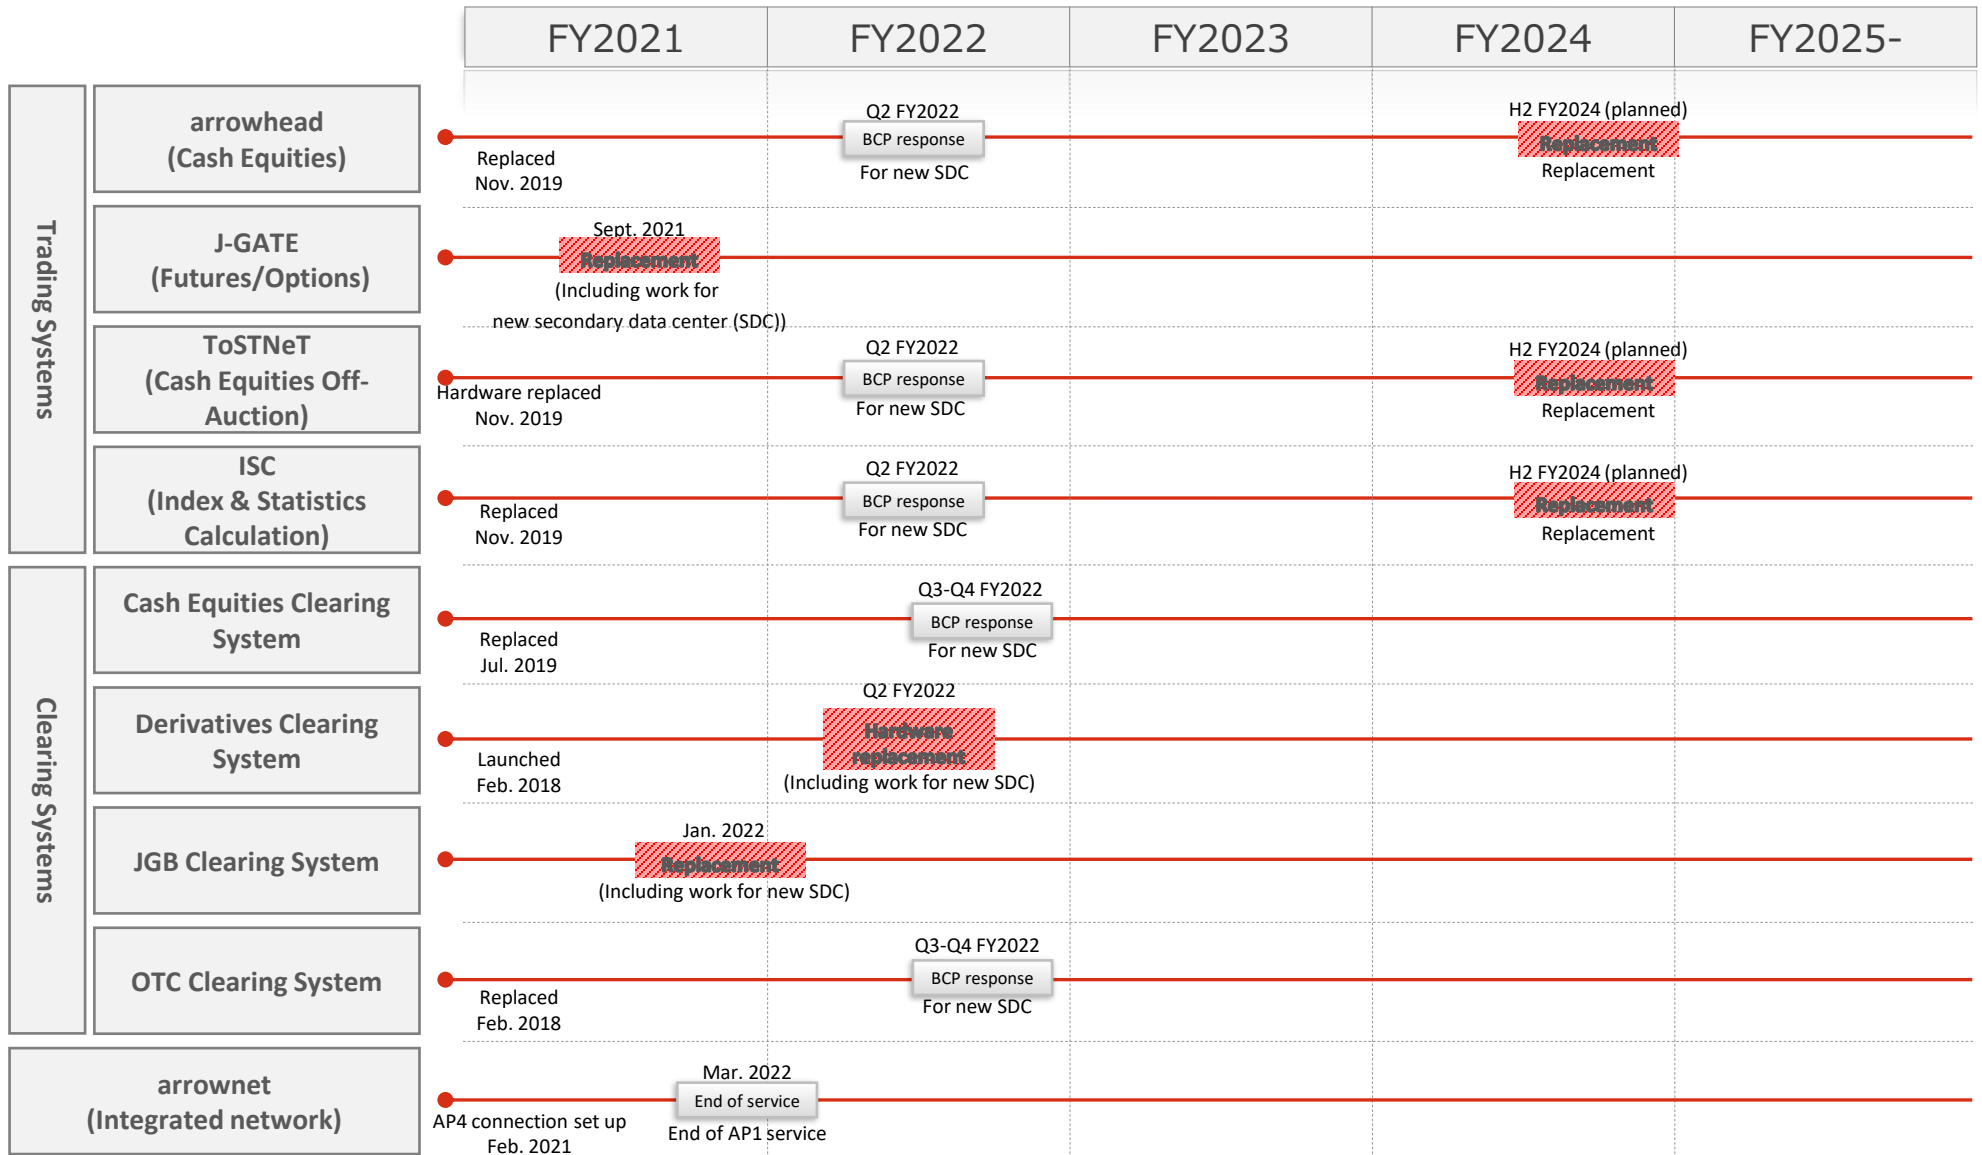 FY2021
FY2022
FY2023
FY2024
FY2025-
Trading Systems
arrowhead
(Cash Equities)
Replaced
Nov. 2019
Q2 FY2022
BCP response
For new SDC
H2 FY2024 (planned)
Replacement
Replacement
J-GATE
(Futures/Options)
Sept. 2021
Replacement
(Including work for
new secondary data center (SDC))
ToSTNeT
(Cash Equities Off-
Auction)
Hardware replaced
Nov. 2019
Q2 FY2022
BCP response
For new SDC
H2 FY2024 (planned)
Replacement
Replacement
ISC
(Index & Statistics
Calculation)
Replaced
Nov. 2019
Q2 FY2022
BCP response
For new SDC
H2 FY2024 (planned)
Replacement
Replacement
Clearing Systems
Cash Equities Clearing
System
Replaced
Jul. 2019
Q3-Q4 FY2022
BCP response
For new SDC
Derivatives Clearing
System
Launched
Feb. 2018
Q2 FY2022
Hardware
replacement
(Including work for new SDC)
JGB Clearing System
Jan. 2022
Replacement
(Including work for new SDC)
OTC Clearing System
Replaced
Feb. 2018
Q3-Q4 FY2022
BCP response
For new SDC
arrownet
(Integrated network)
AP4 connection set up
Feb. 2021
Mar. 2022
End of service
End of AP1 service